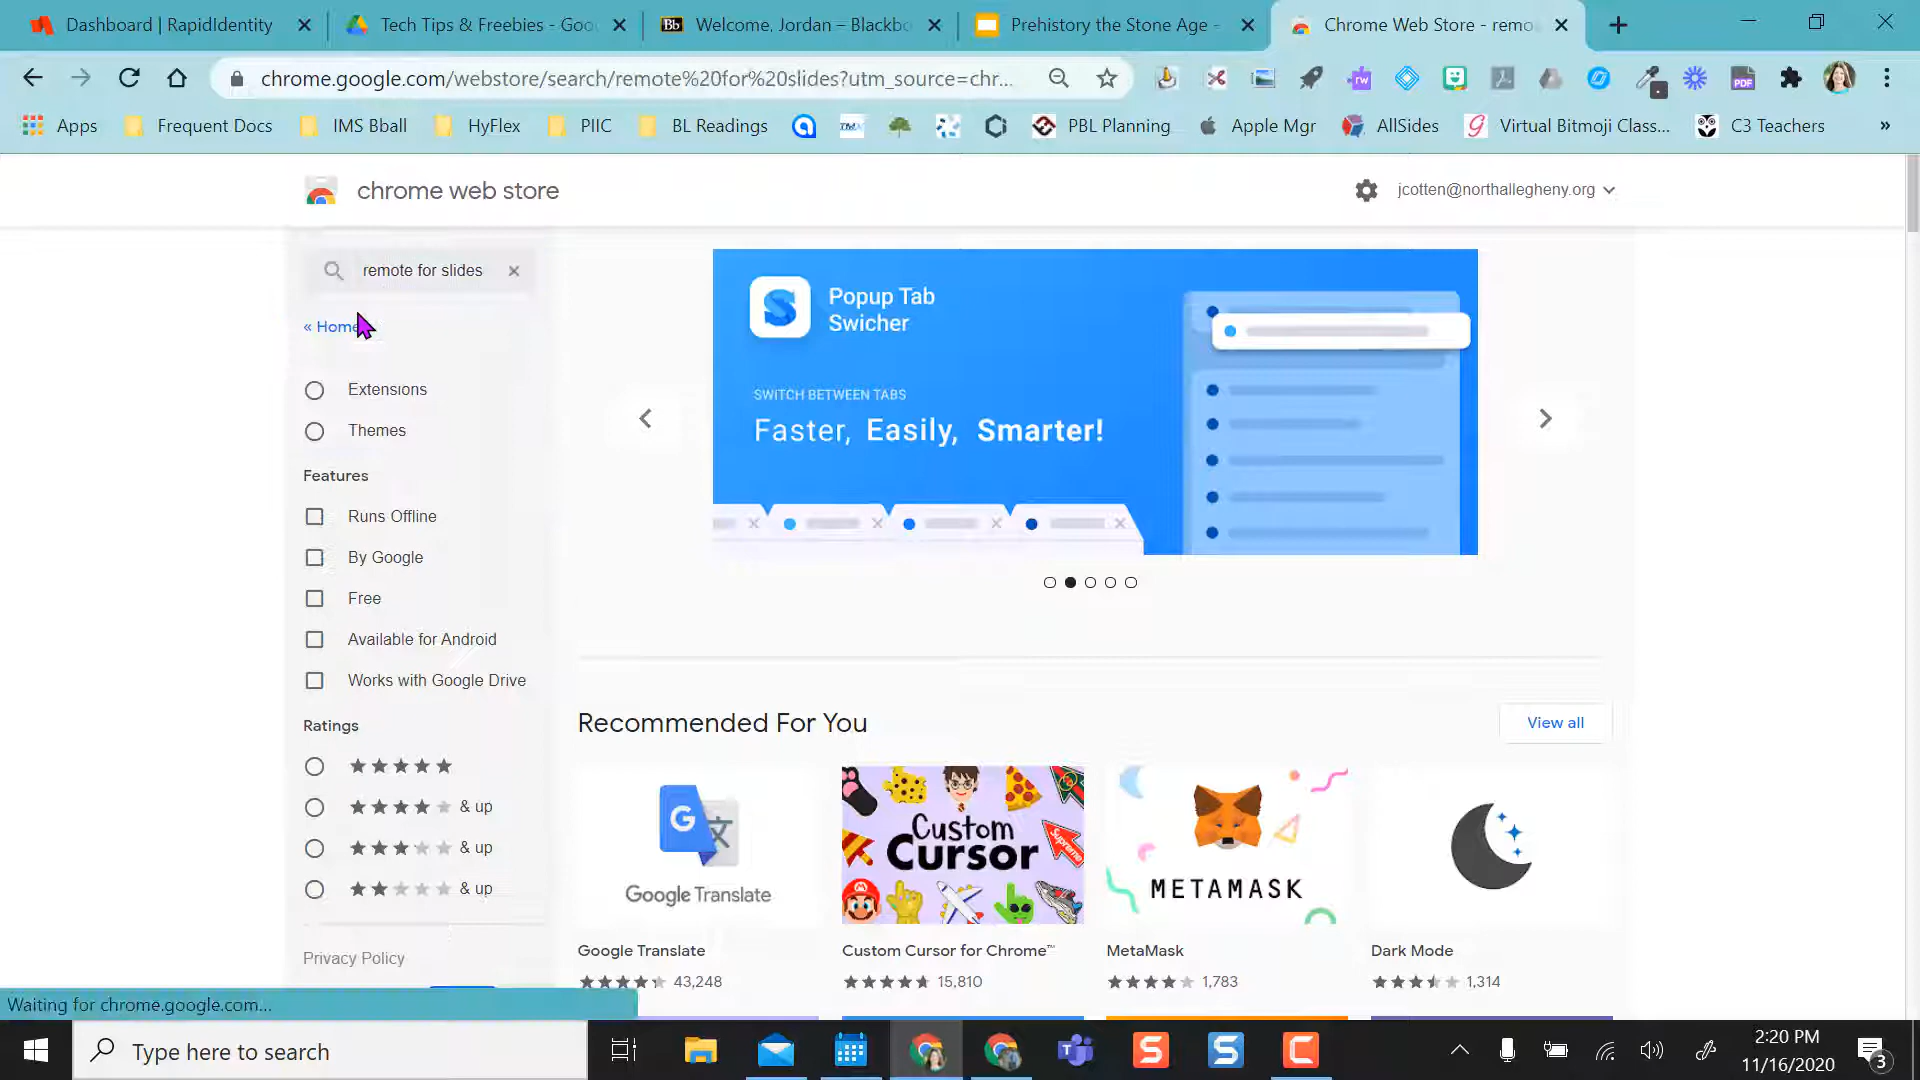 Dashboard | RapidIdentity
Tech Tips & Freebies - Goo
Bb Welcome, Jordan – Blackbo
Prehistory the Stone Age -
Chrome Web Store - remo
chrome.google.com/webstore/search/remote%20for%20slides?utm_source=chr...
rw
PDF
Apps
Frequent Docs
IMS Bball
HyFlex
PIIC
BL Readings
PBL Planning
Apple Mgr
AllSides
Virtual Bitmoji Class...
C3 Teachers
»
chrome web store
jcotten@northallegheny.org
remote for slides
« Home
Extensions
Themes
Features
Runs Offline
By Google
Free
Available for Android
Works with Google Drive
Ratings
& up
& up
& up
Privacy Policy
Popup Tab
Swicher
SWITCH BETWEEN TABS
Faster, Easily, Smarter!
Recommended For You
View all
G
Google Translate
Custom
Cursor
Supreme
METAMASK
Google Translate
Custom Cursor for Chrome™
MetaMask
Dark Mode
43,248
15,810
1,783
1,314
Waiting for chrome.google.com...
Type here to search
2:20 PM
11/16/2020
3